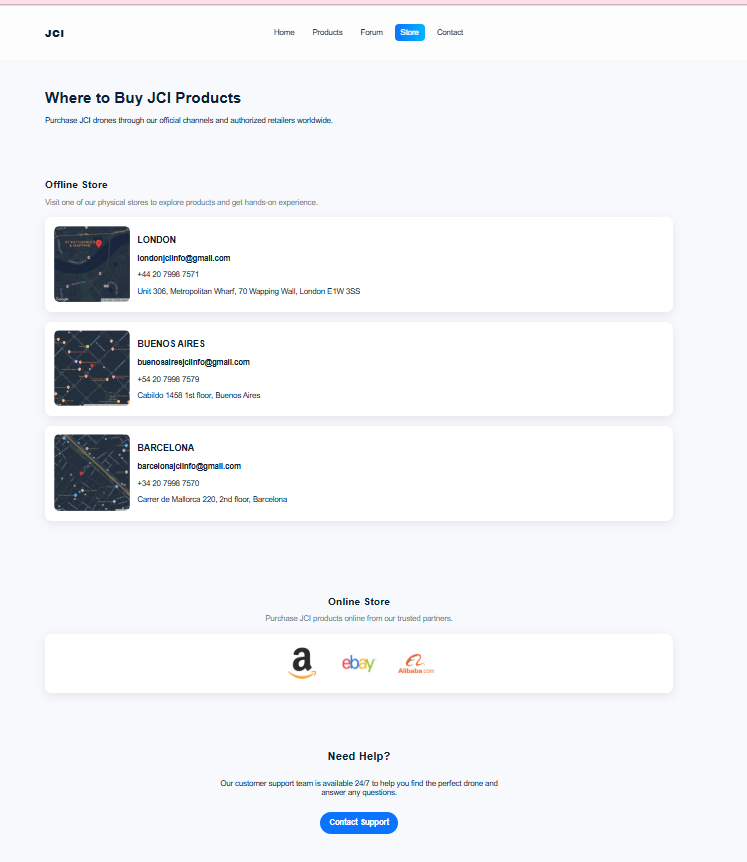 JCI
Home Products Forum Store Contact
Where to Buy JCI Products
Purchase JCI drones through our official channels and authorized retailers worldwide.
Offline Store
Visit one of our physical stores to explore products and get hands-on experience.
LONDON
londonjciinfo@gmail.com
+44 20 7998 7571
Unit 306, Metropolitan Wharf, 70 Wapping Wall, London E1W 3SS
BUENOS AIRES
buenosairesjciinfo@gmail.com
+54 20 7998 7579
Cabildo 1458 1st floor, Buenos Aires
BARCELONA
barcelonajciinfo@gmail.com
+34 20 7998 7570
Carrer de Mallorca 220, 2nd floor, Barcelona
Online Store
Purchase JCI products online from our trusted partners.
a ebay Alibaba.com
Need Help?
Our customer support team is available 24/7 to help you find the perfect drone and
answer any questions.
Contact Support